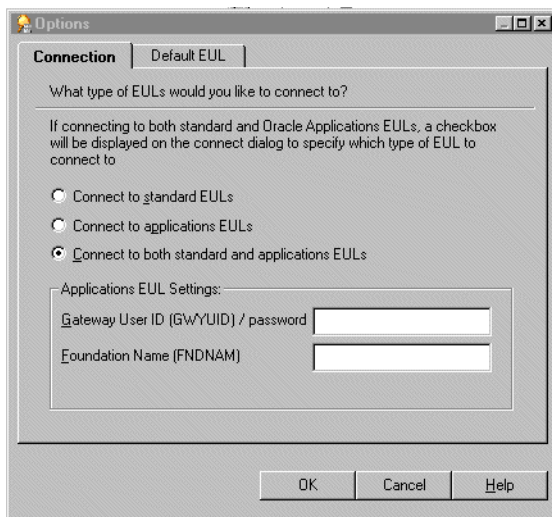 Options
Connection Default EUL
What type of EULs would you like to connect to?
If connecting to both standard and Oracle Applications EULs, a checkbox
will be displayed on the connect dialog to specify which type of EUL to
connect to
Connect to standard EULs
Connect to applications EULs
Connect to both standard and applications EULs
Applications EUL Settings:
Gateway User ID (GWYUID) / password
Foundation Name (FNDNAM)
OK Cancel Help